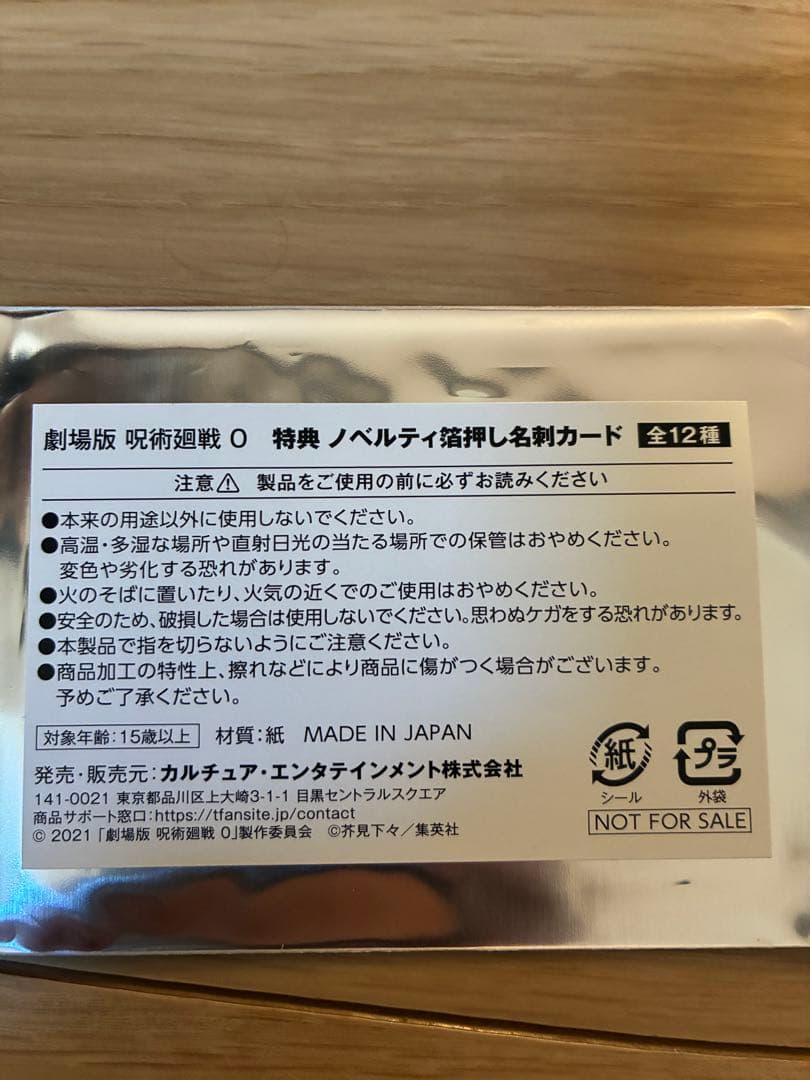 劇場版 呪術廻戦 0　特典 ノベルティ箔押し名刺カード　全12種
注意⚠　製品をご使用の前に必ずお読みください
●本来の用途以外に使用しないでください。
●高温・多湿な場所や直射日光の当たる場所での保管はおやめください。
変色や劣化する恐れがあります。
●火のそばに置いたり、火気の近くでのご使用はおやめください。
●安全のため、破損した場合は使用しないでください。思わぬケガをする恐れがあります。
●本製品で指を切らないようにご注意ください。
●商品加工の特性上、擦れなどにより商品に傷がつく場合がございます。
予めご了承ください。
対象年齢:15歳以上　材質:紙　MADE IN JAPAN
発売・販売元:カルチュア・エンタテインメント株式会社
141-0021 東京都品川区上大崎3-1-1 目黒セントラルスクエア
商品サポート窓口:https://tfansite.jp/contact
© 2021「劇場版 呪術廻戦 0」製作委員会　©芥見下々／集英社
紙　プラ
シール　外袋
NOT FOR SALE